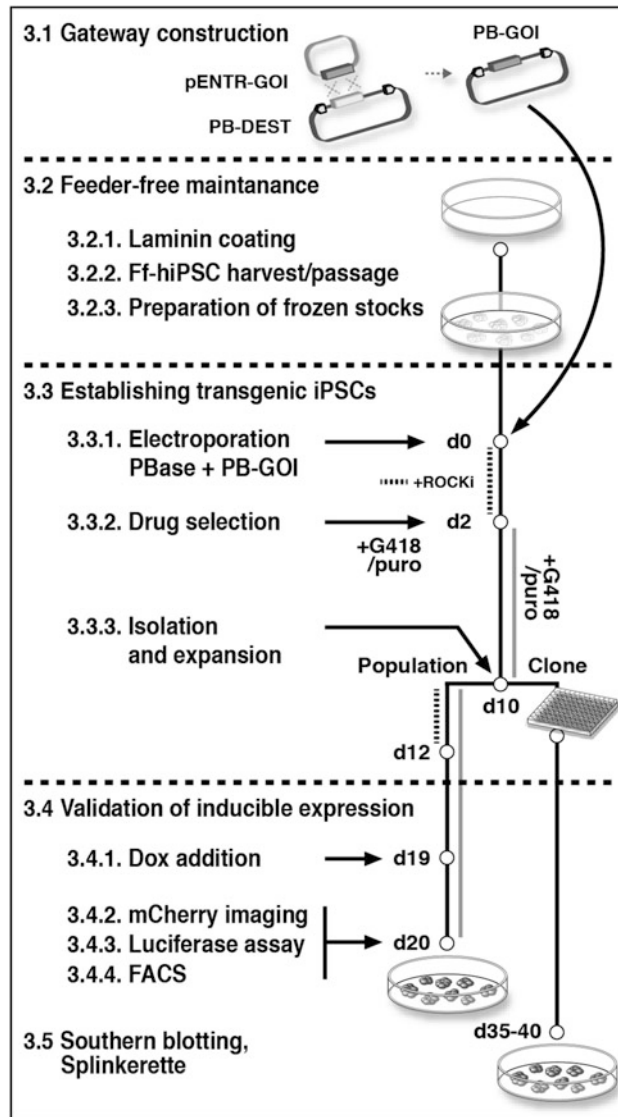 3.1 Gateway construction
PB-GOI
pENTR-GOI
PB-DEST
3.2 Feeder-free maintanance
3.2.1. Laminin coating
3.2.2. Ff-hiPSC harvest/passage
3.2.3. Preparation of frozen stocks
3.3 Establishing transgenic iPSCs
3.3.1. Electroporation
PBase + PB-GOI
d0
+ROCKi
3.3.2. Drug selection
d2
+G418
/puro
+G418
/puro
3.3.3. Isolation
and expansion
Population
Clone
d10
d12
3.4 Validation of inducible expression
3.4.1. Dox addition
d19
3.4.2. mCherry imaging
3.4.3. Luciferase assay
3.4.4. FACS
d20
3.5 Southern blotting,
Splinkerette
d35-40